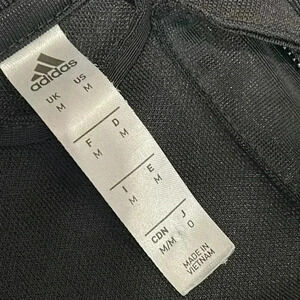 adidas
UK US
M M
F D
M M
I E
M M
CDN J
M/M O
MADE IN
VIETNAM